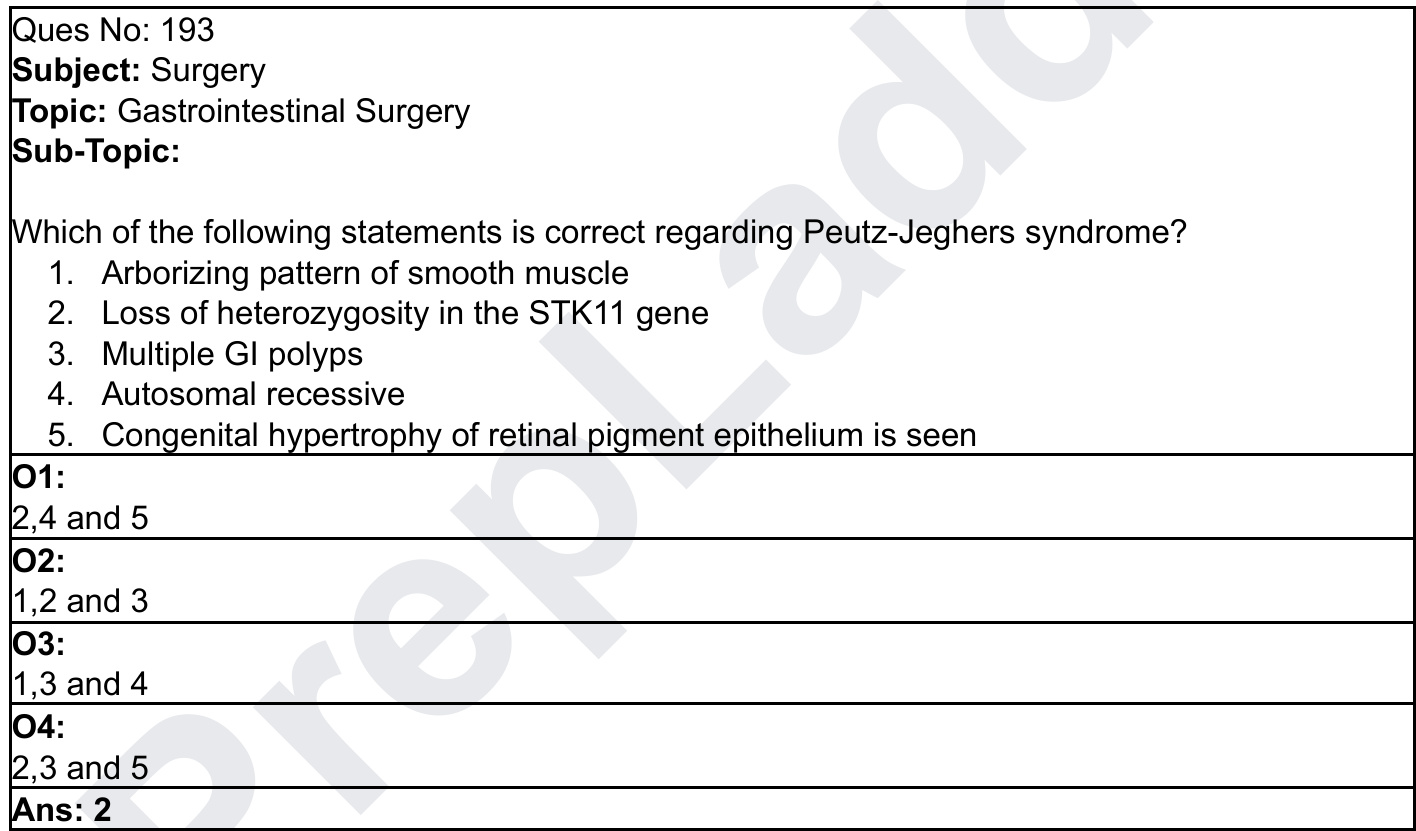 Ques No: 193
Subject: Surgery
Topic: Gastrointestinal Surgery
Sub-Topic:
Which of the following statements is correct regarding Peutz-Jeghers syndrome?
1. Arborizing pattern of smooth muscle
2. Loss of heterozygosity in the STK11 gene
3. Multiple GI polyps
4. Autosomal recessive
5. Congenital hypertrophy of retinal pigment epithelium is seen
O1:
2,4 and 5
O2:
1,2 and 3
O3:
1,3 and 4
O4:
2,3 and 5
Ans: 2
PrepLadd